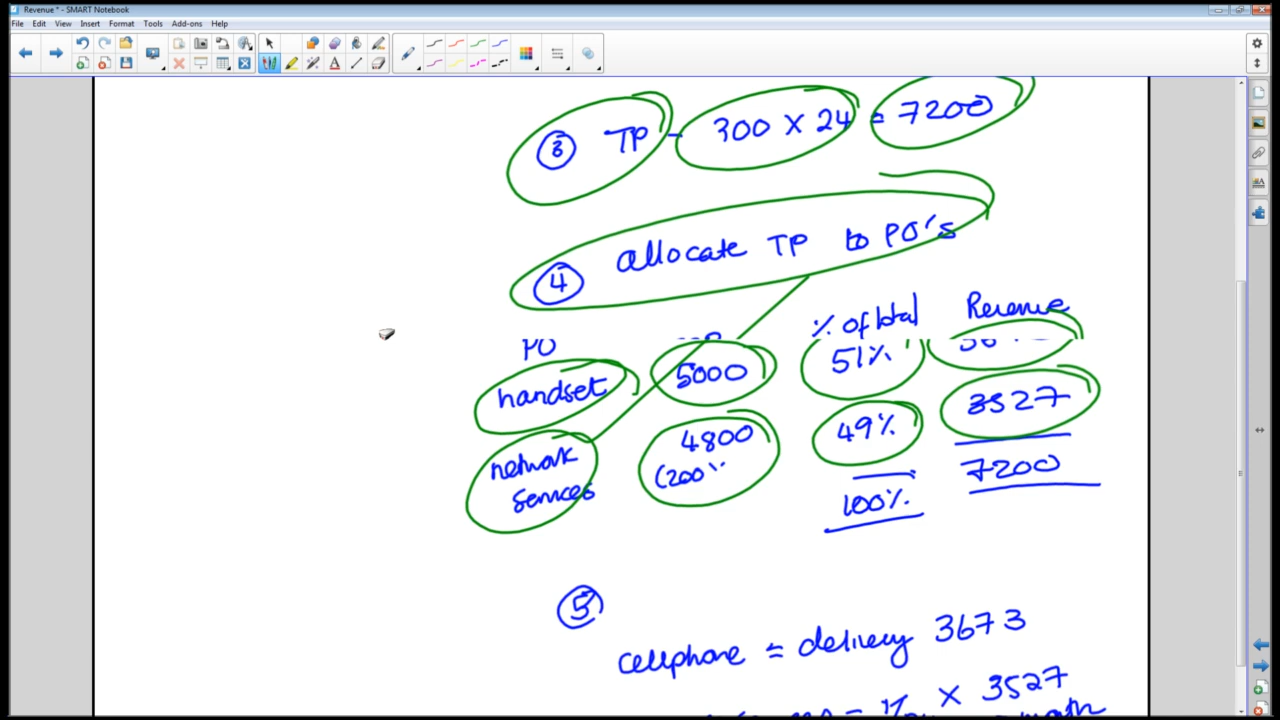 Revenue * - SMART Notebook
File Edit View Insert Format Tools Add-ons Help
③ TP - 300 x 24 = 7200
④ allocate TP to PO's
PO % of total Revenue
handset 5000 51%
network services 4800 49% 3527
(200 100% 7200
⑤
cellphone = delivery 3673
x 3527